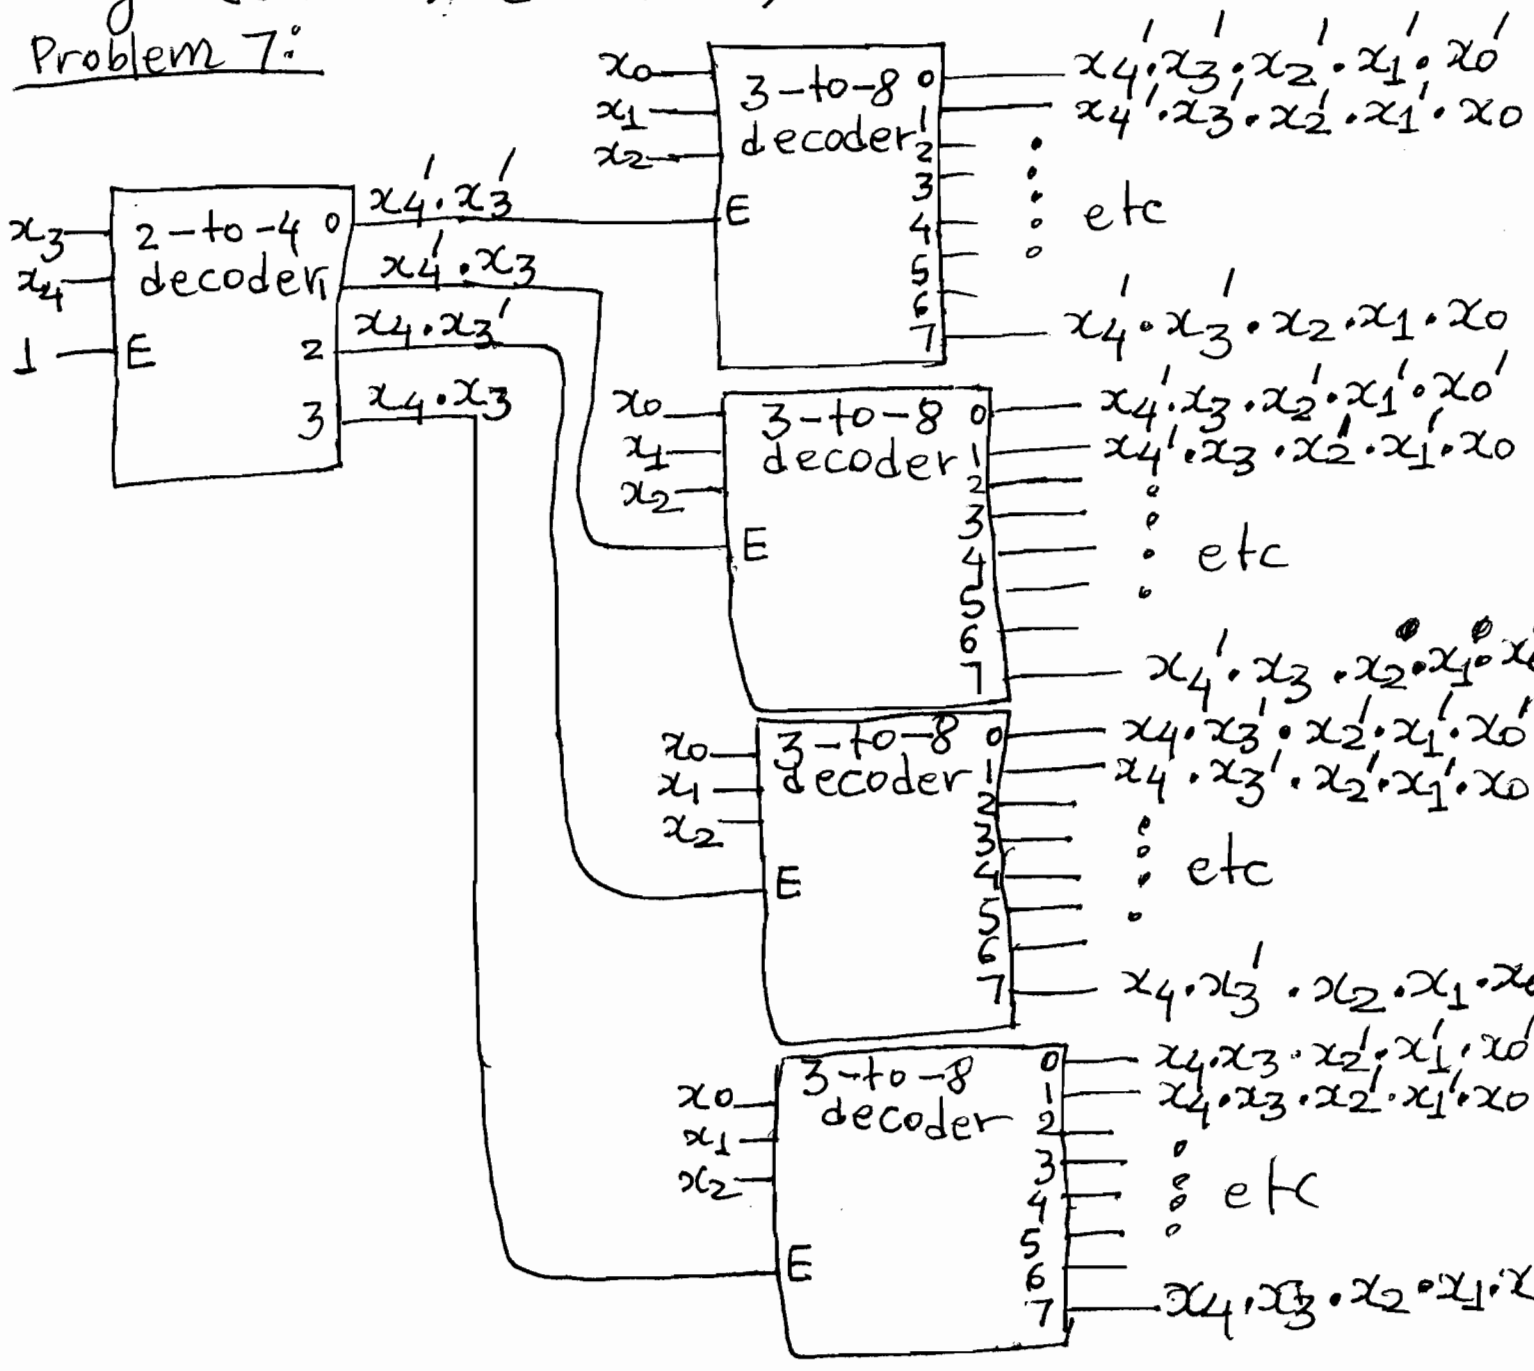 Problem 7:
x3
x4
1
2-to-4
decoder
E
0
2
3
x4'.x3'
x4'.x3
x4.x3'
x4.x3
x0
x1
x2
3-to-8
decoder
E
0
1
2
3
4
5
6
7
x4'.x3'.x2'.x1'.x0'
x4'.x3'.x2'.x1'.x0
etc
x4'.x3'.x2.x1.x0
x0
x1
x2
3-to-8
decoder
E
0
1
2
3
4
5
6
7
x4'.x3.x2'.x1'.x0'
x4'.x3.x2'.x1'.x0
etc
x4'.x3.x2.x1.x
x0
x1
x2
3-to-8
decoder
E
0
1
2
3
4
5
6
7
x4.x3'.x2'.x1'.x0'
x4.x3'.x2'.x1'.x0
etc
x4.x3'.x2.x1.x
x0
x1
x2
3-to-8
decoder
E
0
1
2
3
4
5
6
7
x4.x3.x2'.x1'.x0'
x4.x3.x2'.x1'.x0
etc
x4.x3.x2.x1.x